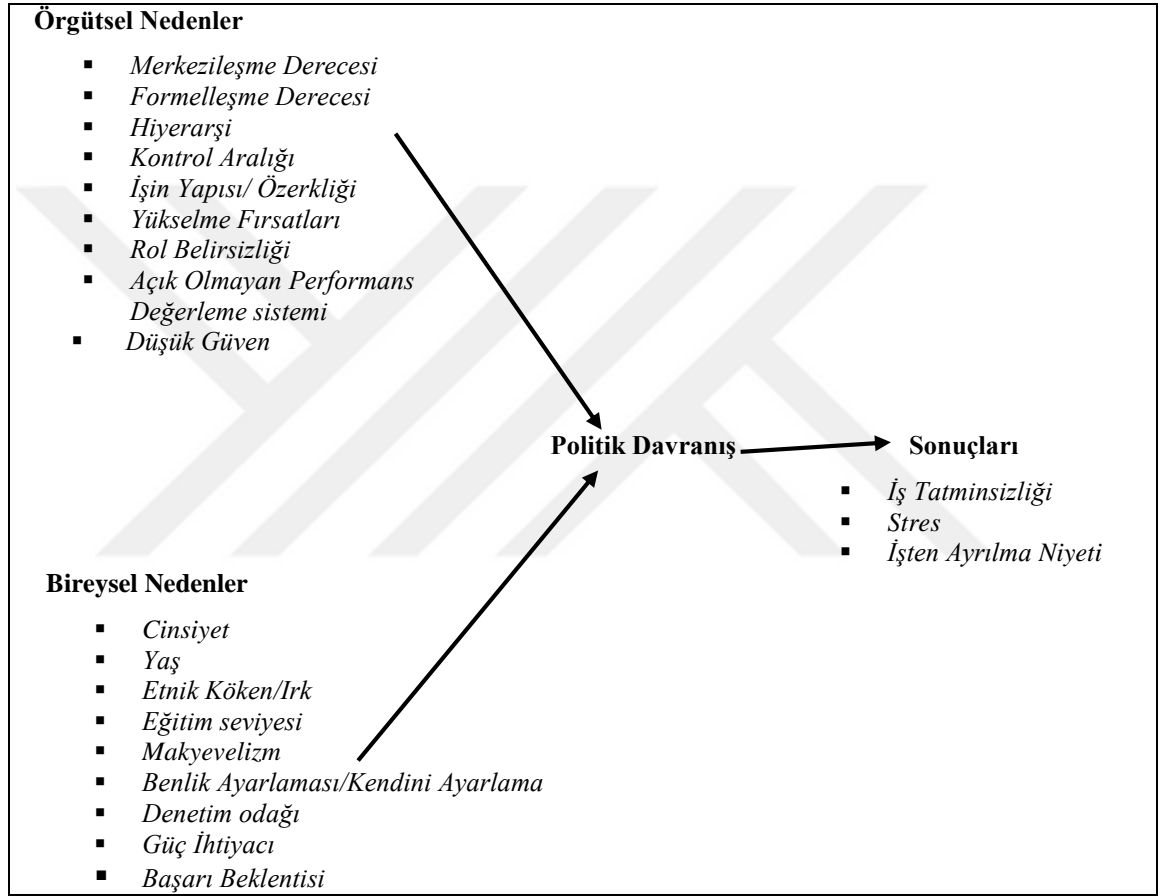 Örgütsel Nedenler
▪ Merkezileşme Derecesi
▪ Formelleşme Derecesi
▪ Hiyerarşi
▪ Kontrol Aralığı
▪ İşin Yapısı/ Özerkliği
▪ Yükselme Fırsatları
▪ Rol Belirsizliği
▪ Açık Olmayan Performans
Değerleme sistemi
▪ Düşük Güven
Politik Davranış
Sonuçları
▪ İş Tatminsizliği
▪ Stres
▪ İşten Ayrılma Niyeti
Bireysel Nedenler
▪ Cinsiyet
▪ Yaş
▪ Etnik Köken/Irk
▪ Eğitim seviyesi
▪ Makyevelizm
▪ Benlik Ayarlaması/Kendini Ayarlama
▪ Denetim odağı
▪ Güç İhtiyacı
▪ Başarı Beklentisi